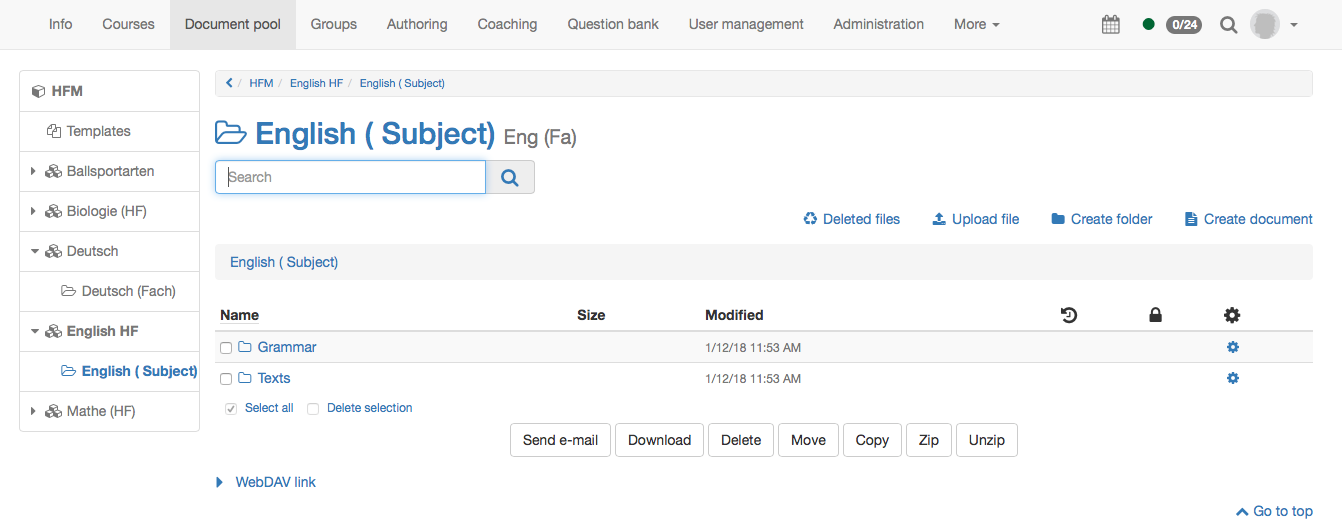 Info Courses Document pool Groups Authoring Coaching Question bank User management Administration More 0/24
HFM
Templates
Ballsportarten
Biologie (HF)
Deutsch
Deutsch (Fach)
English HF
English ( Subject)
Mathe (HF)
/ HFM / English HF / English ( Subject)
English ( Subject) Eng (Fa)
Search
Deleted files Upload file Create folder Create document
English ( Subject)
Name Size Modified
Grammar 1/12/18 11:53 AM
Texts 1/12/18 11:53 AM
Select all Delete selection
Send e-mail Download Delete Move Copy Zip Unzip
WebDAV link
Go to top